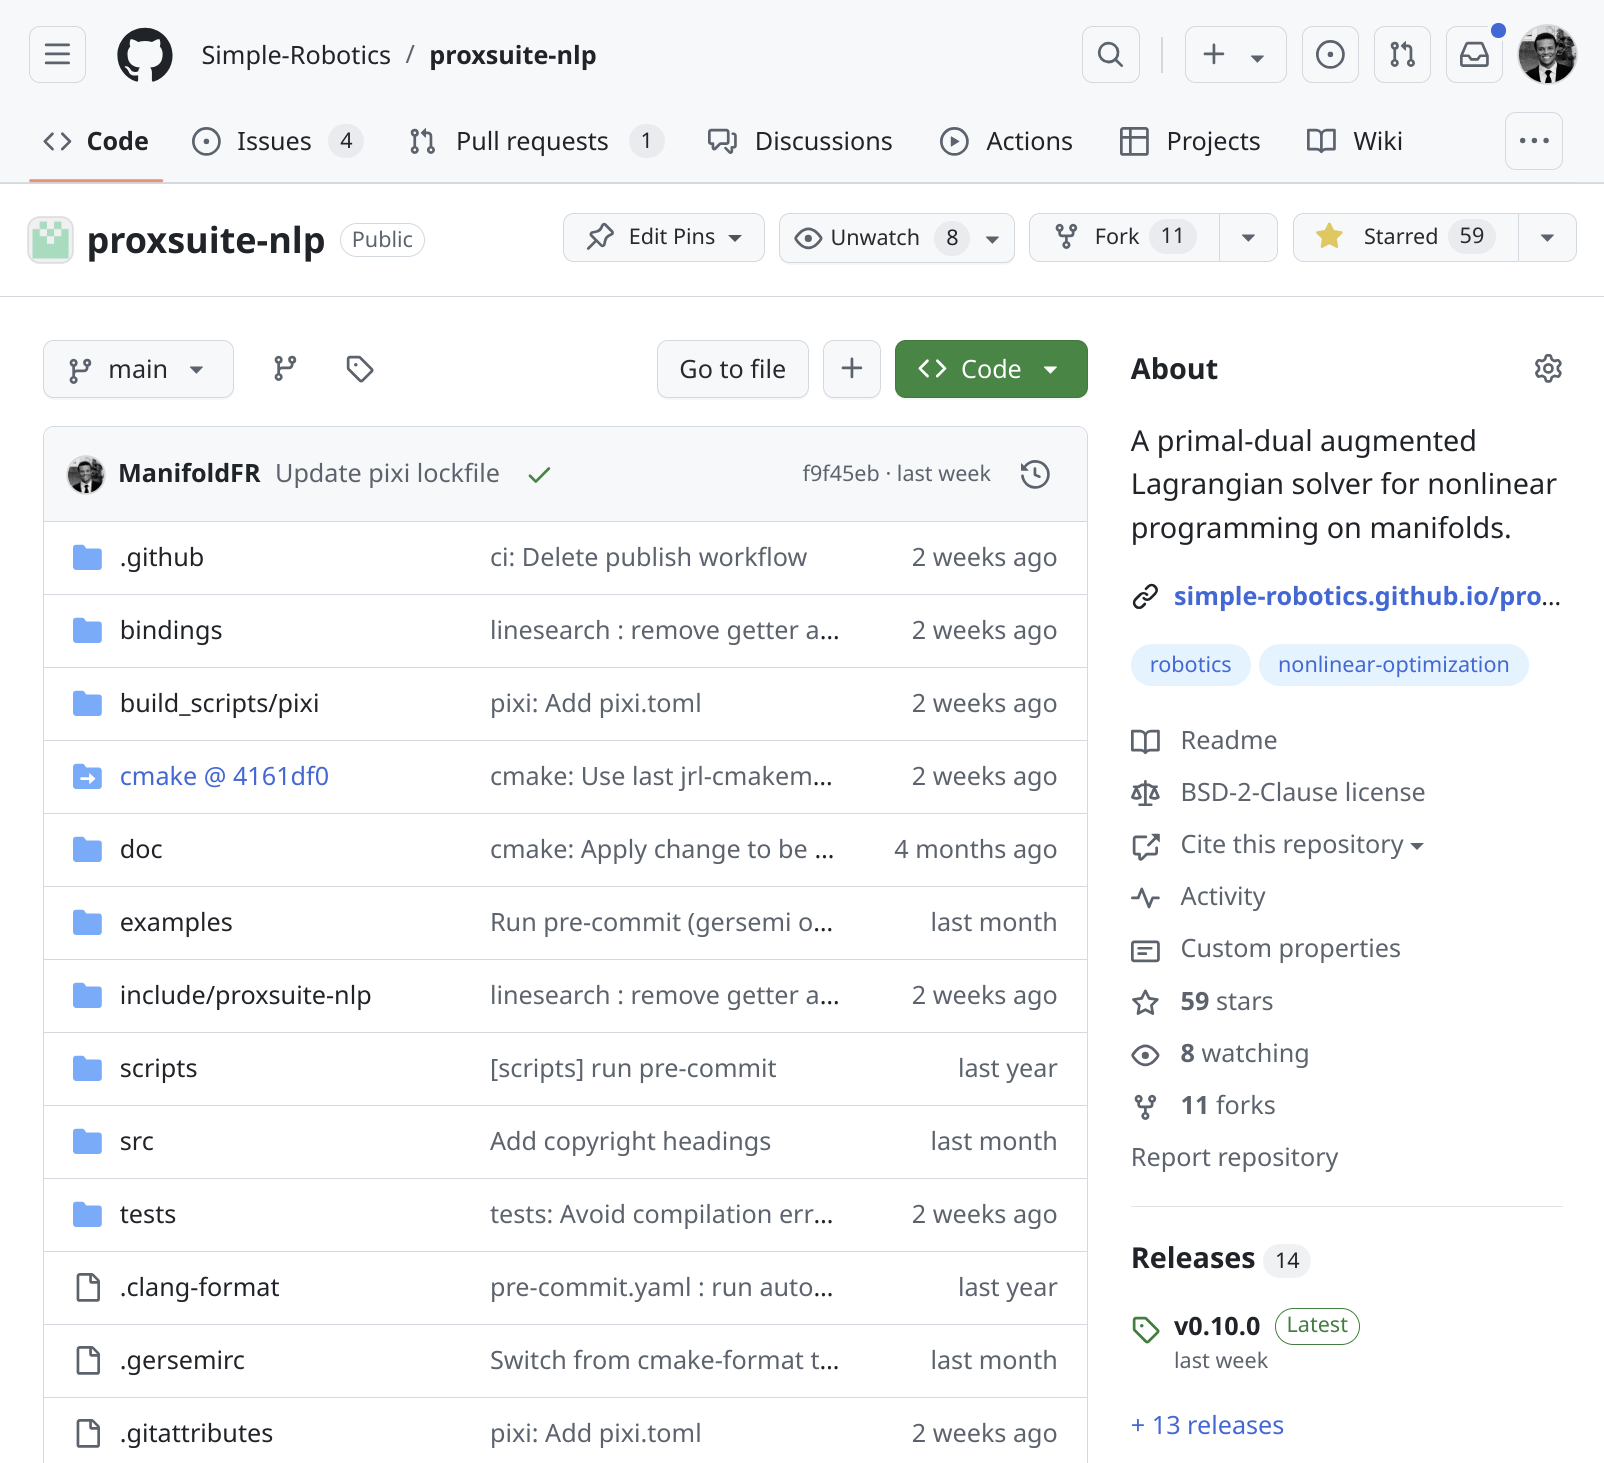 Simple-Robotics / proxsuite-nlp
Code Issues 4 Pull requests 1 Discussions Actions Projects Wiki
proxsuite-nlp Public Edit Pins Unwatch 8 Fork 11 Starred 59
main Go to file + Code
ManifoldFR Update pixi lockfile f9f45eb · last week
.github ci: Delete publish workflow 2 weeks ago
bindings linesearch : remove getter a... 2 weeks ago
build_scripts/pixi pixi: Add pixi.toml 2 weeks ago
cmake @ 4161df0 cmake: Use last jrl-cmakem... 2 weeks ago
doc cmake: Apply change to be ... 4 months ago
examples Run pre-commit (gersemi o... last month
include/proxsuite-nlp linesearch : remove getter a... 2 weeks ago
scripts [scripts] run pre-commit last year
src Add copyright headings last month
tests tests: Avoid compilation err... 2 weeks ago
.clang-format pre-commit.yaml : run auto... last year
.gersemirc Switch from cmake-format t... last month
.gitattributes pixi: Add pixi.toml 2 weeks ago
About
A primal-dual augmented
Lagrangian solver for nonlinear
programming on manifolds.
simple-robotics.github.io/pro...
robotics nonlinear-optimization
Readme
BSD-2-Clause license
Cite this repository
Activity
Custom properties
59 stars
8 watching
11 forks
Report repository
Releases 14
v0.10.0 Latest
last week
+ 13 releases